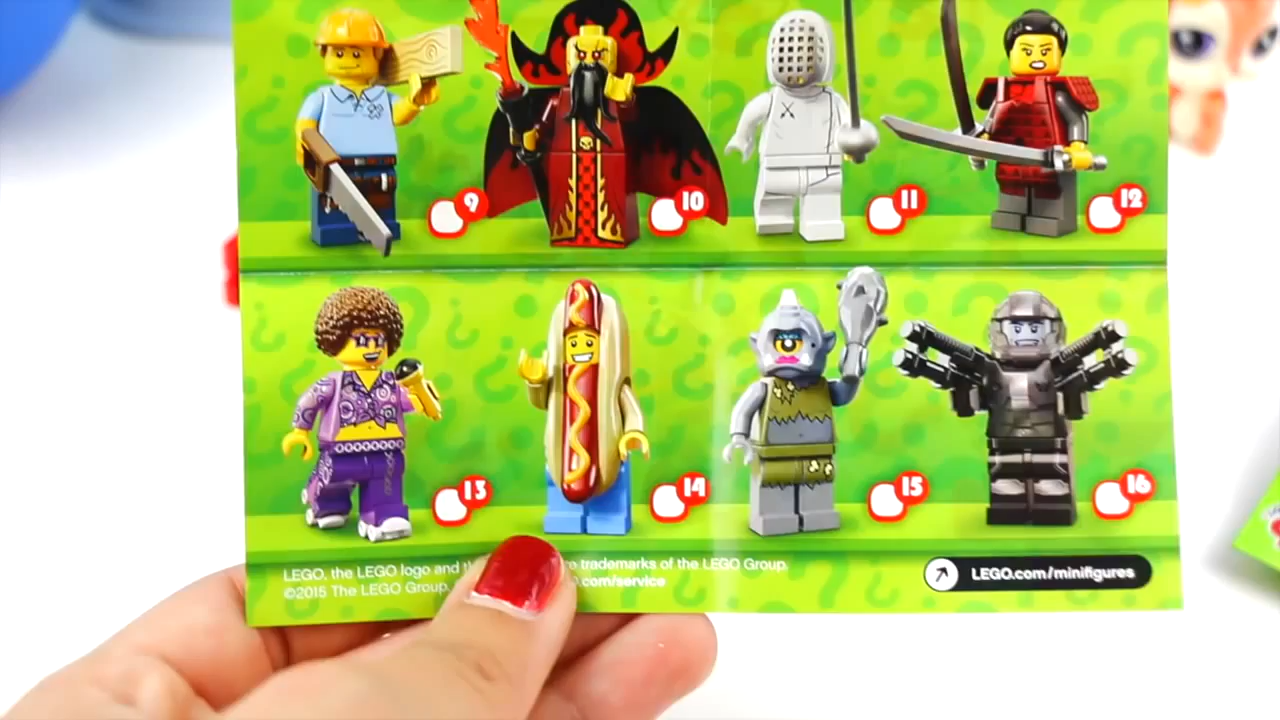 9 10 11 12
13 14 15 16
LEGO, the LEGO logo and re trademarks of the LEGO Group.
©2015 The LEGO Group. .com/service
LEGO.com/minifigures